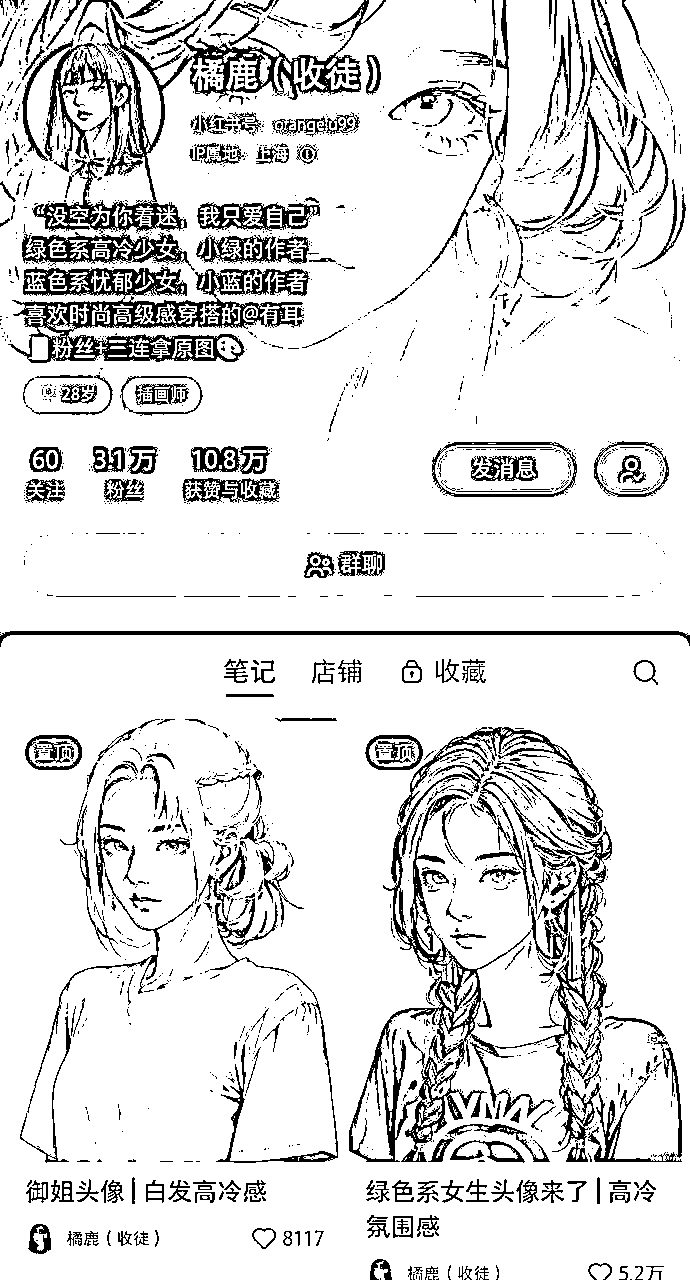 橘鹿（收徒）
小红书号：orangelu99
IP属地：上海
“没空为你着迷，我只爱自己”
绿色系高冷少女，小绿的作者
蓝色系忧郁少女，小蓝的作者
喜欢时尚高级感穿搭的@有耳
粉丝+三连拿原图
28岁 插画师
60 3.1万 10.8万
关注 粉丝 获赞与收藏
发消息
群聊
笔记 店铺 收藏
置顶 置顶
御姐头像 | 白发高冷感
橘鹿（收徒） 8117
绿色系女生头像来了 | 高冷
氛围感
橘鹿（收徒） 5.2万